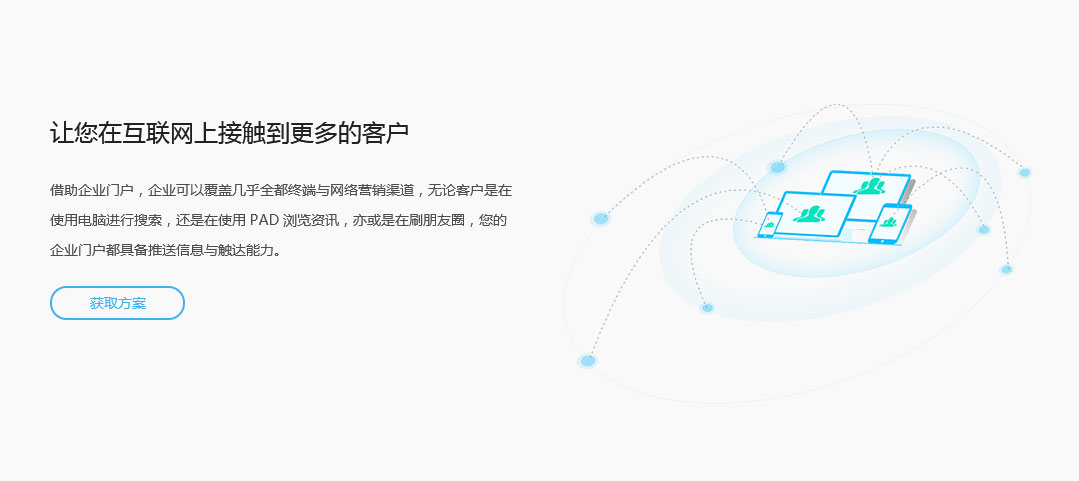 让您在互联网上接触到更多的客户
借助企业门户，企业可以覆盖几乎全都终端与网络营销渠道，无论客户是在
使用电脑进行搜索，还是在使用 PAD 浏览资讯，亦或是在刷朋友圈，您的
企业门户都具备推送信息与触达能力。
获取方案